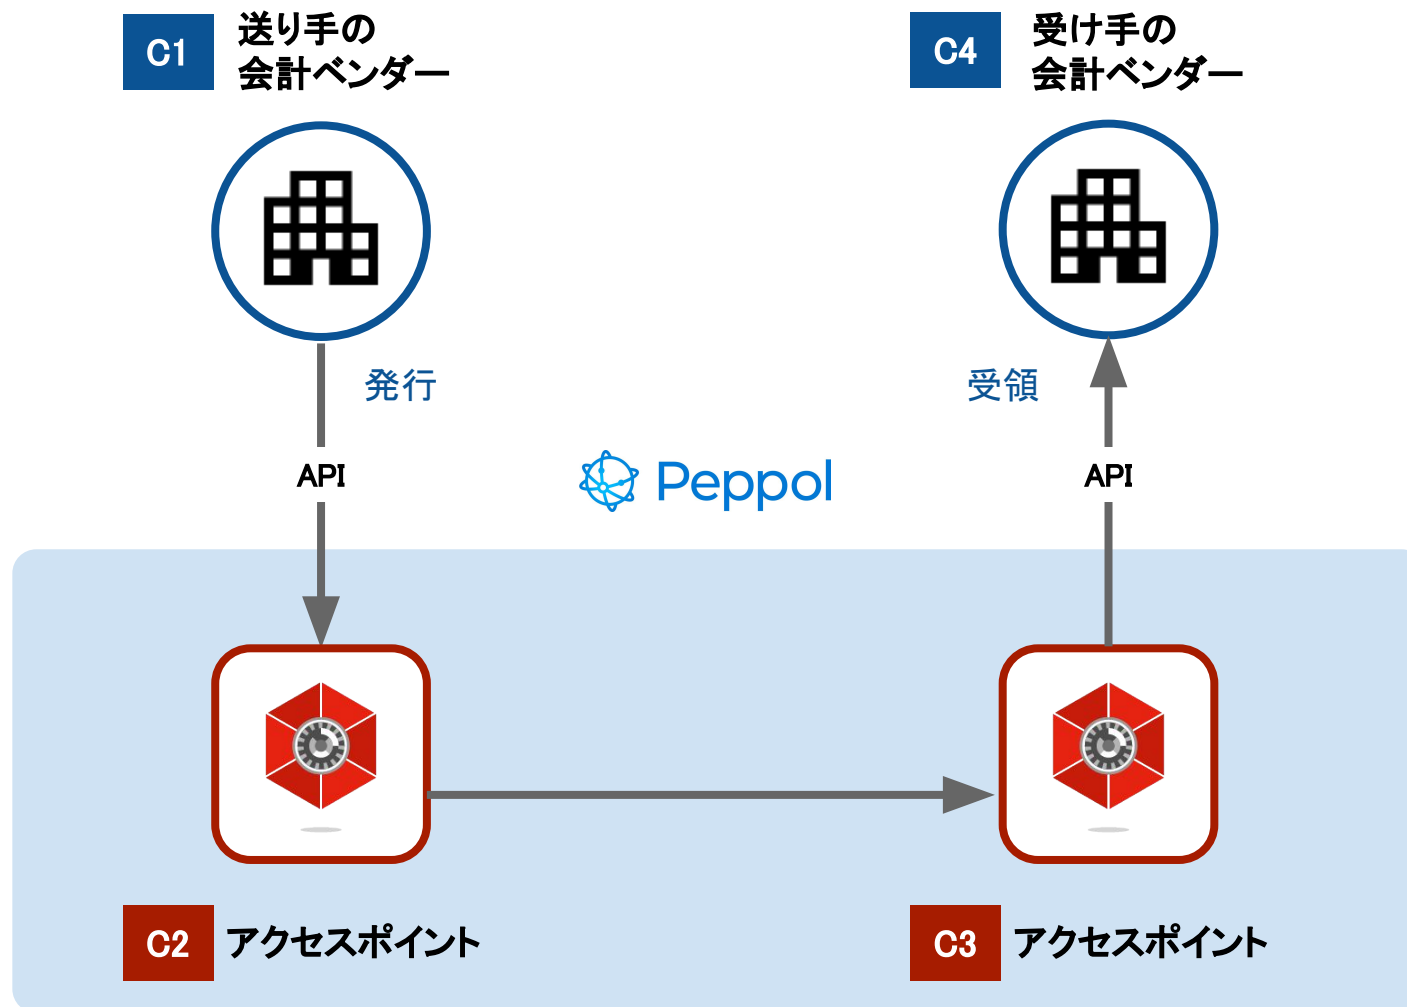 C1
送り手の
会計ベンダー
C4
受け手の
会計ベンダー
発行
受領
API
API
Peppol
C2
アクセスポイント
C3
アクセスポイント